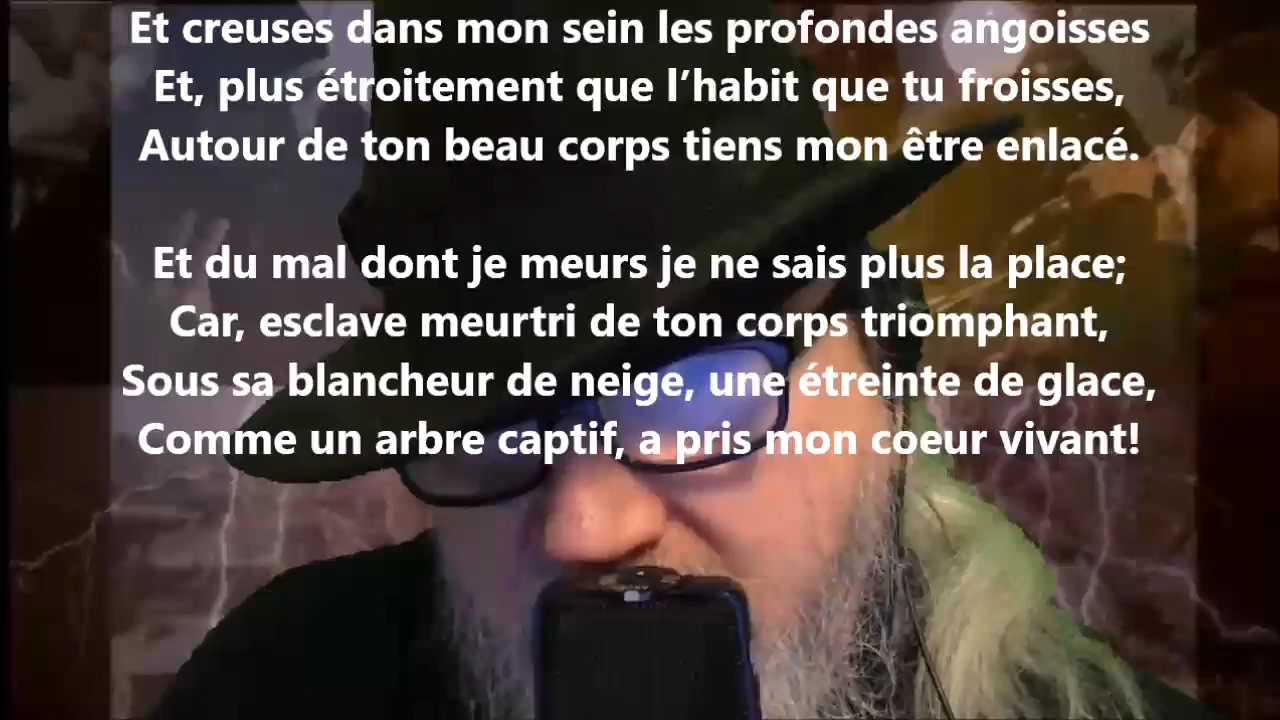 Et creuses dans mon sein les profondes angoisses
Et, plus étroitement que l’habit que tu froisses,
Autour de ton beau corps tiens mon être enlacé.
Et du mal dont je meurs je ne sais plus la place;
Car, esclave meurtri de ton corps triomphant,
Sous sa blancheur de neige, une étreinte de glace,
Comme un arbre captif, a pris mon coeur vivant!